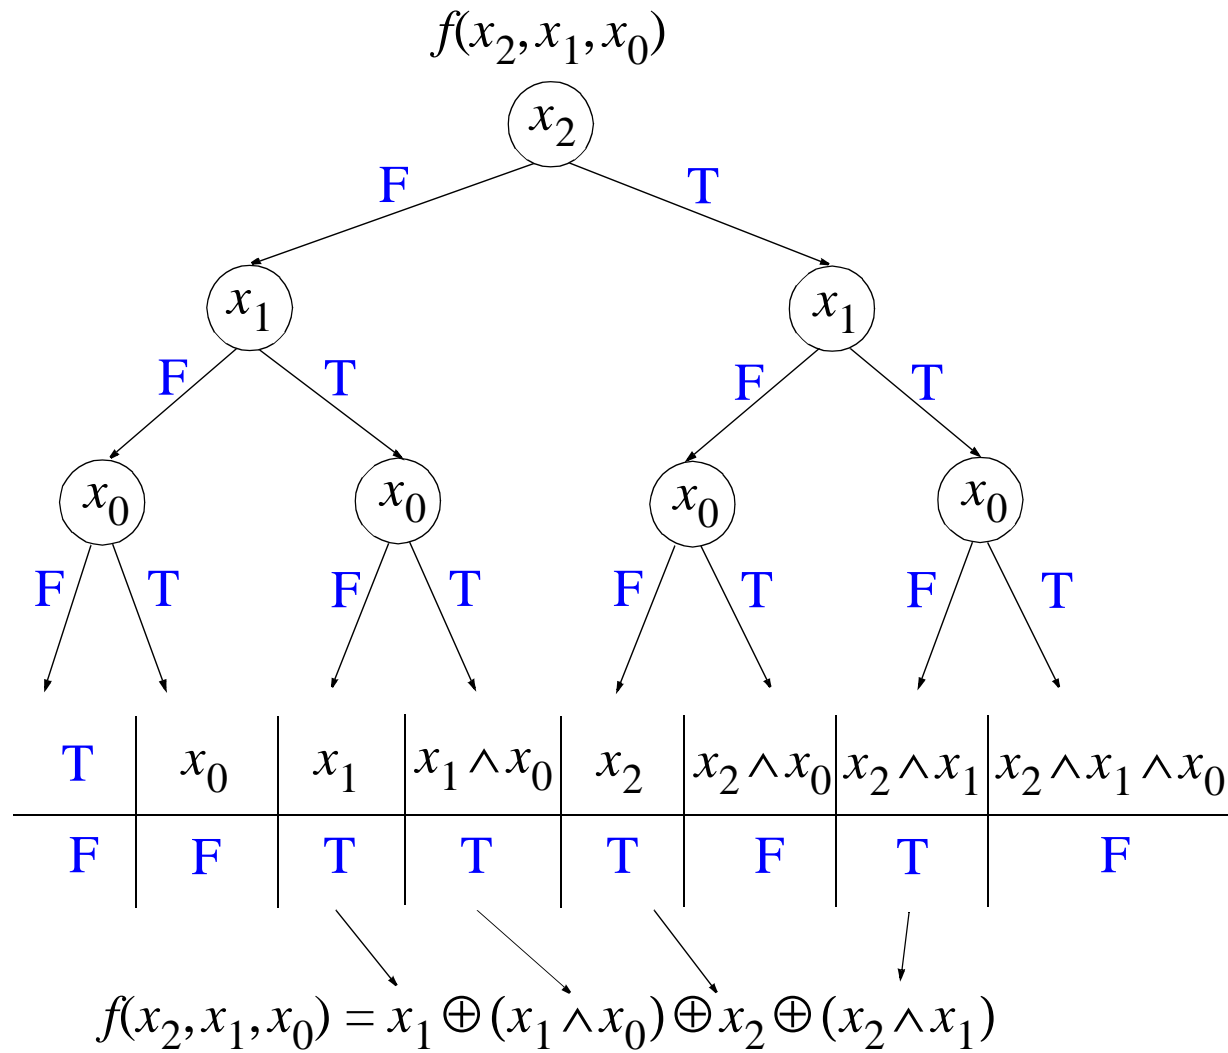 f(x₂,x₁,x₀)
x₂
F T
x₁ x₁
F T F T
x₀ x₀ x₀ x₀
F T F T F T F T
T x₀ x₁ x₁∧x₀ x₂ x₂∧x₀ x₂∧x₁ x₂∧x₁∧x₀
F F T T T F T F
f(x₂,x₁,x₀) = x₁⊕(x₁∧x₀)⊕x₂⊕(x₂∧x₁)